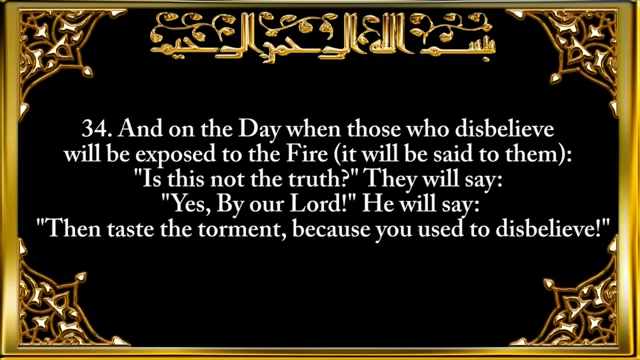 بسم الله الرحمن الرحيم
34. And on the Day when those who disbelieve
will be exposed to the Fire (it will be said to them):
"Is this not the truth?" They will say:
"Yes, By our Lord!" He will say:
"Then taste the torment, because you used to disbelieve!"